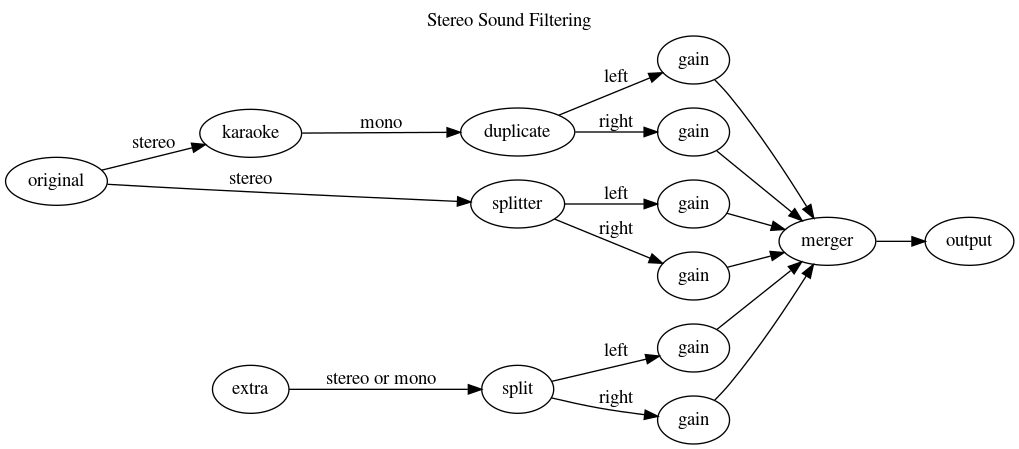 Stereo Sound Filtering
gain
left
karaoke
mono
duplicate
right
gain
stereo
original
stereo
splitter
left
gain
right
gain
merger
output
left
gain
extra
stereo or mono
split
right
gain